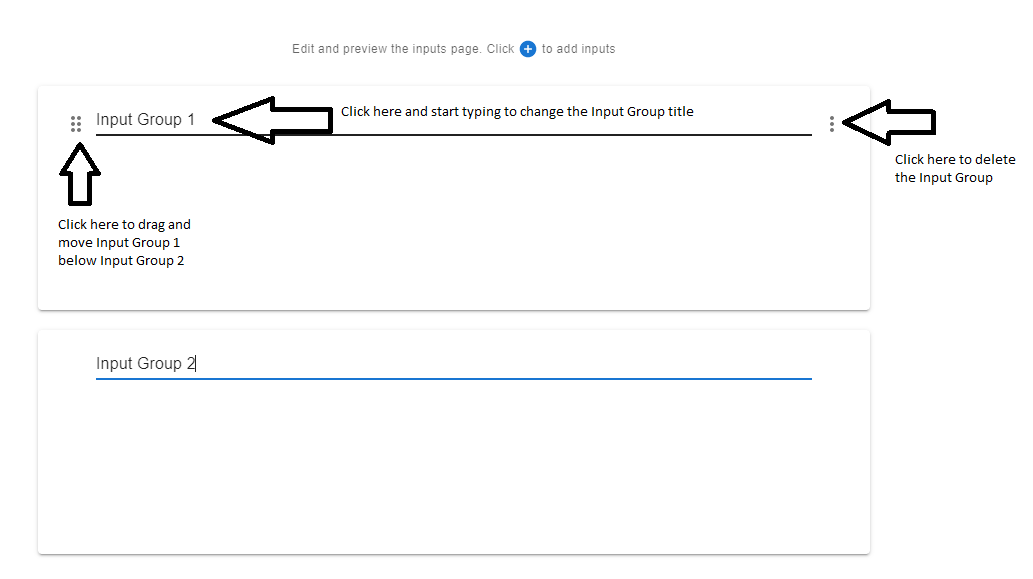 Edit and preview the inputs page. Click + to add inputs
Input Group 1
Click here and start typing to change the Input Group title
Click here to delete
the Input Group
Click here to drag and
move Input Group 1
below Input Group 2
Input Group 2